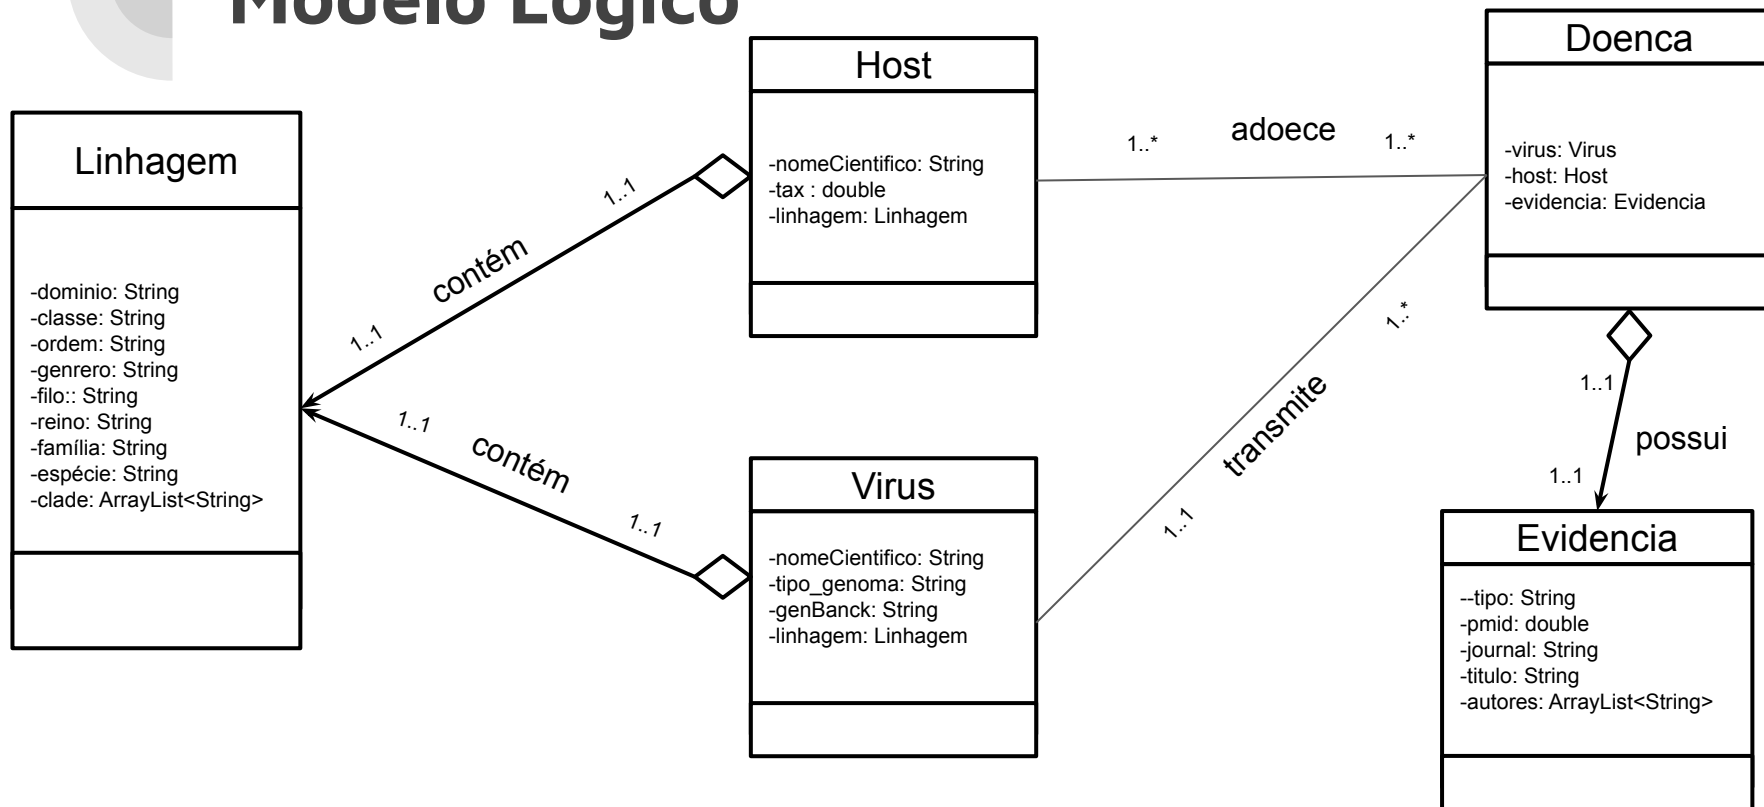 Modelo Lógico
Linhagem
-dominio: String
-classe: String
-ordem: String
-genrero: String
-filo:: String
-reino: String
-família: String
-espécie: String
-clade: ArrayList<String>
1..1
contém
1..1
1..1
contém
1..1
Host
-nomeCientifico: String
-tax : double
-linhagem: Linhagem
Virus
-nomeCientifico: String
-tipo_genoma: String
-genBanck: String
-linhagem: Linhagem
1..*
adoece
1..*
1..*
transmite
1..1
Doenca
-virus: Virus
-host: Host
-evidencia: Evidencia
1..1
possui
1..1
Evidencia
--tipo: String
-pmid: double
-journal: String
-titulo: String
-autores: ArrayList<String>